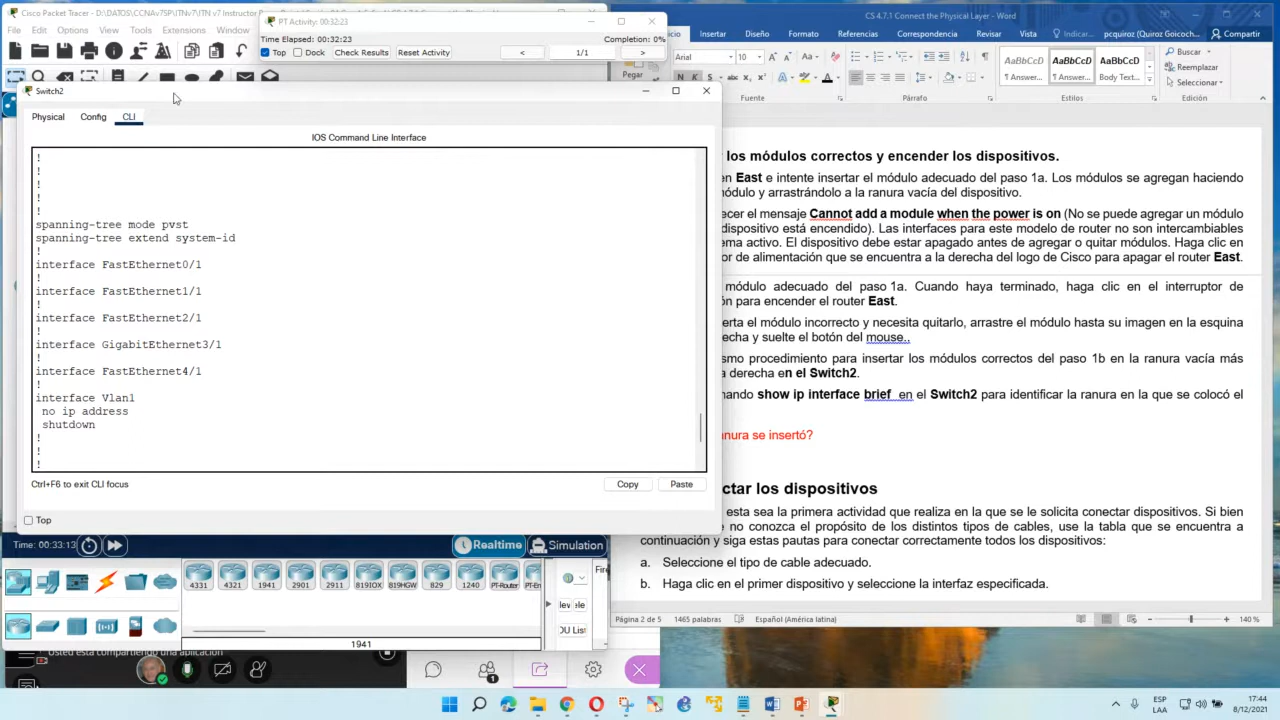 Cisco Packet Tracer - D:\DATOS\CCNAv7SP\ITNv7\ITN v7 Instructor
File Edit Options View Tools Extensions Window
PT Activity: 00:32:23
Time Elapsed: 00:32:23
Completion: 0%
Top Dock Check Results Reset Activity < 1/1 >
CS 4.7.1 Connect the Physical Layer - Word
pcquiroz (Quiroz Goicoch
Insertar Diseño Formato Referencias Correspondencia Revisar Vista Indicar... pcquiroz (Quiroz Goicoch... Compartir
Arial 10
Pegar
AaBbCcD AaBbCcD AaBbCcD
¶ Answer... ¶ Answer... Body Text...
Buscar
Reemplazar
Seleccionar
Fuente Párrafo Estilos Edición
Switch2
Physical Config CLI
IOS Command Line Interface
!
!
!
!
!
spanning-tree mode pvst
spanning-tree extend system-id
!
interface FastEthernet0/1
!
interface FastEthernet1/1
!
interface FastEthernet2/1
!
interface GigabitEthernet3/1
!
interface FastEthernet4/1
!
interface Vlan1
no ip address
shutdown
!
!
!
Ctrl+F6 to exit CLI focus
Copy Paste
Top
los módulos correctos y encender los dispositivos.
en East e intente insertar el módulo adecuado del paso 1a. Los módulos se agregan haciendo
módulo y arrastrándolo a la ranura vacía del dispositivo.
ecer el mensaje Cannot add a module when the power is on (No se puede agregar un módulo
dispositivo está encendido). Las interfaces para este modelo de router no son intercambiables
ema activo. El dispositivo debe estar apagado antes de agregar o quitar módulos. Haga clic en
or de alimentación que se encuentra a la derecha del logo de Cisco para apagar el router East.
módulo adecuado del paso 1a. Cuando haya terminado, haga clic en el interruptor de
ón para encender el router East.
erta el módulo incorrecto y necesita quitarlo, arrastre el módulo hasta su imagen en la esquina
echa y suelte el botón del mouse..
smo procedimiento para insertar los módulos correctos del paso 1b en la ranura vacía más
a derecha en el Switch2.
mando show ip interface brief en el Switch2 para identificar la ranura en la que se colocó el
anura se insertó?
ctar los dispositivos
esta sea la primera actividad que realiza en la que se le solicita conectar dispositivos. Si bien
e no conozca el propósito de los distintos tipos de cables, use la tabla que se encuentra a
continuación y siga estas pautas para conectar correctamente todos los dispositivos:
a. Seleccione el tipo de cable adecuado.
b. Haga clic en el primer dispositivo y seleccione la interfaz especificada.
Página 2 de 5 1465 palabras Español (América latina) 140 %
Time: 00:33:13
Realtime Simulation
4331 4321 1941 2901 2911 819IOX 819HGW 829 1240 PT-Router PT-Em
1941
Usted está compartiendo una aplicación
1
ESP
LAA
17:44
8/12/2021